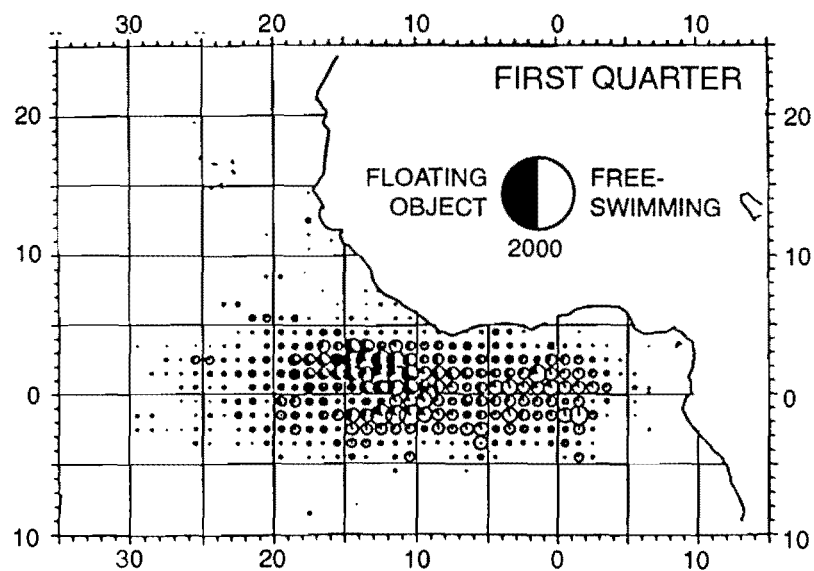 30 20 10 0 10
FIRST QUARTER
20 20
FLOATING FREE-
OBJECT SWIMMING
2000
10 10
0 0
10 10
30 20 10 0 10